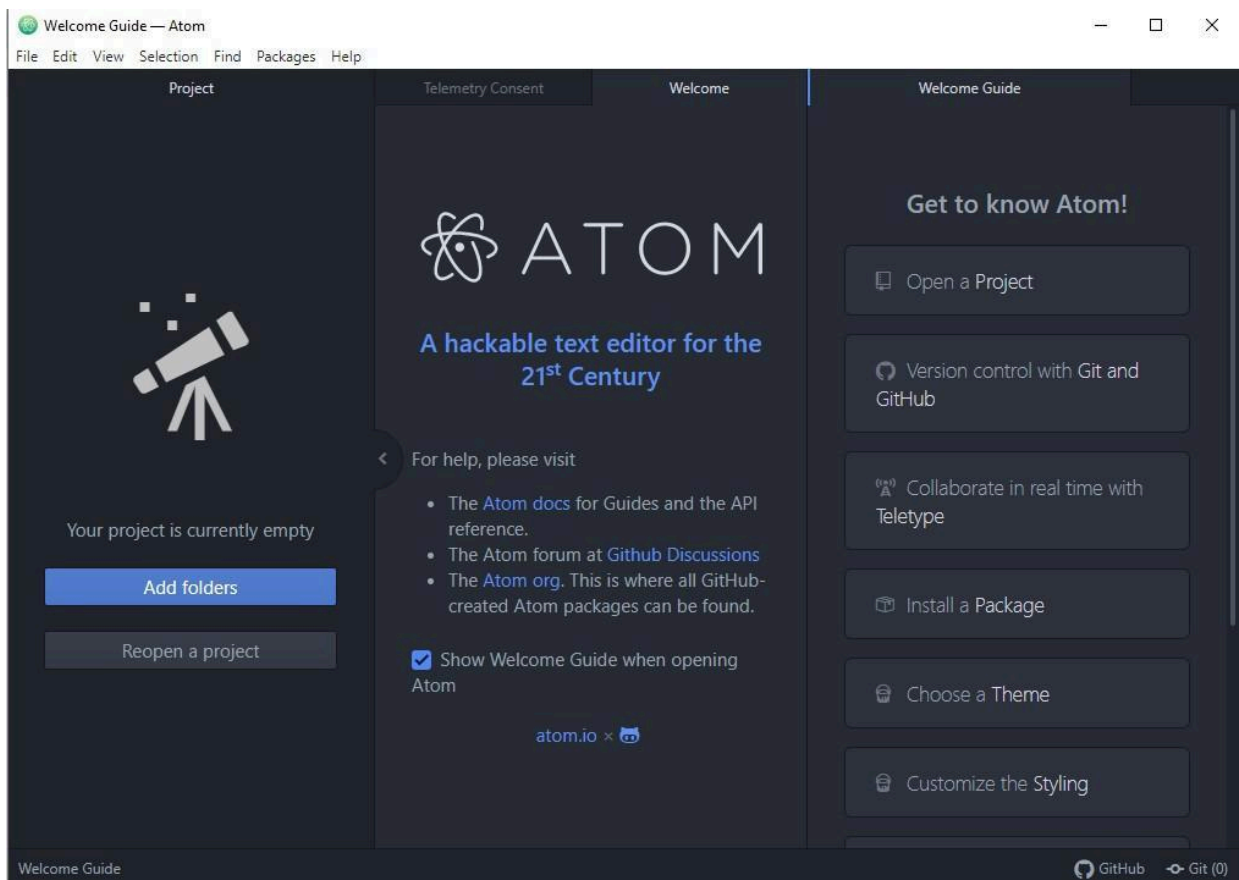 Welcome Guide — Atom
File Edit View Selection Find Packages Help
Project
Your project is currently empty
Add folders
Reopen a project
Telemetry Consent
Welcome
ATOM
A hackable text editor for the
21st Century
For help, please visit
• The Atom docs for Guides and the API
reference.
• The Atom forum at Github Discussions
• The Atom org. This is where all GitHub-
created Atom packages can be found.
Show Welcome Guide when opening
Atom
atom.io ×
Welcome Guide
Get to know Atom!
Open a Project
Version control with Git and
GitHub
Collaborate in real time with
Teletype
Install a Package
Choose a Theme
Customize the Styling
Welcome Guide
GitHub
Git (0)